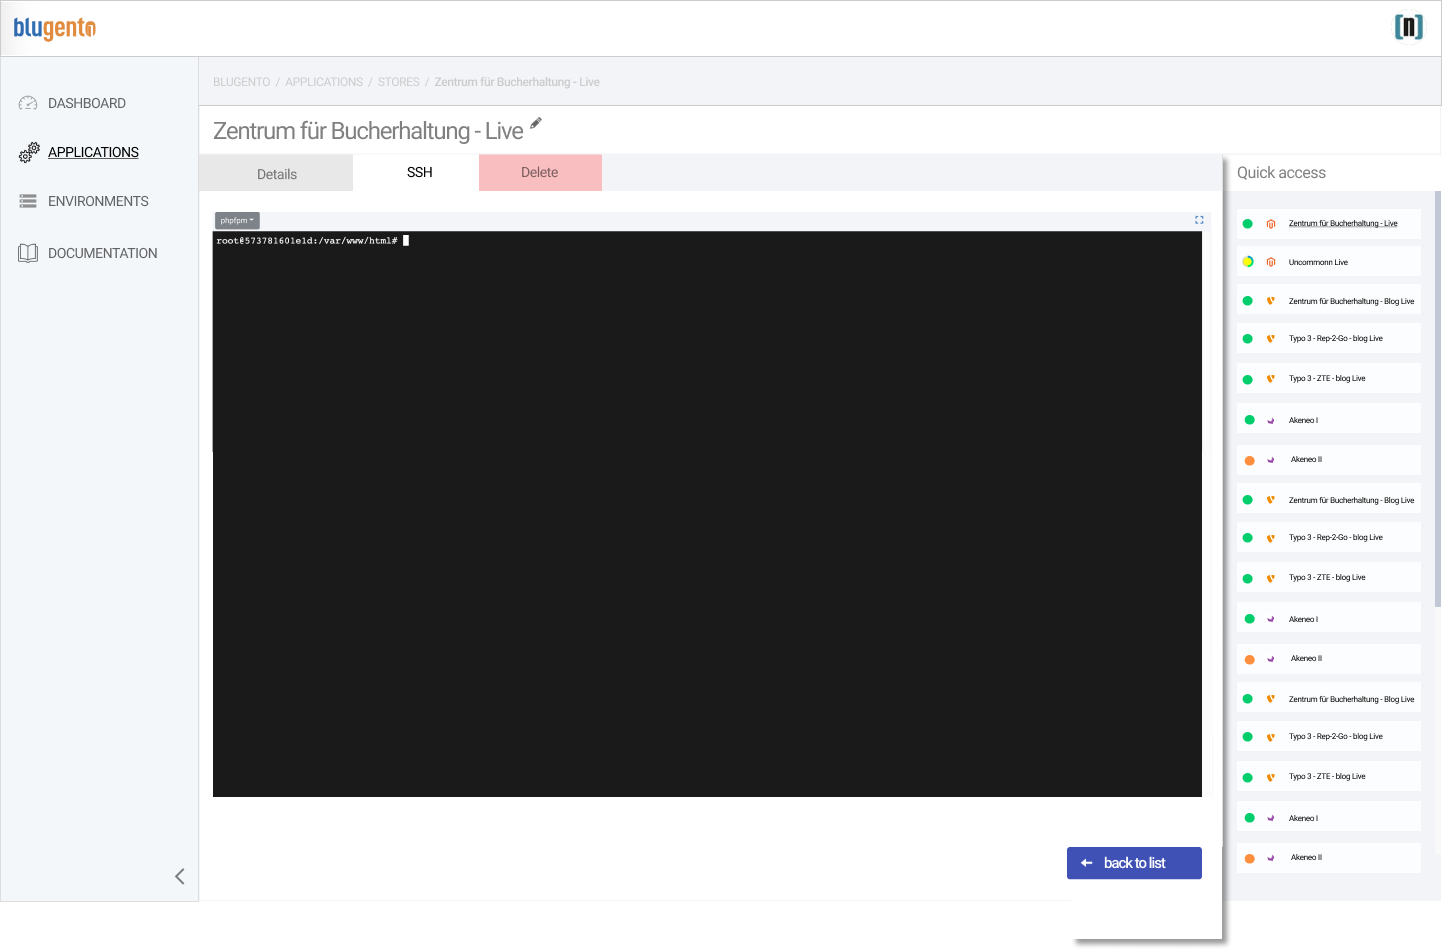 blugento
[n]
DASHBOARD
APPLICATIONS
ENVIRONMENTS
DOCUMENTATION
BLUGENTO / APPLICATIONS / STORES / Zentrum für Bucherhaltung - Live
Zentrum für Bucherhaltung - Live
Details
SSH
Delete
phpfpm
root@573781601e1d:/var/www/html#
back to list
Quick access
Zentrum für Bucherhaltung - Live
Uncommonn Live
Zentrum für Bucherhaltung - Blog Live
Typo 3 - Rep-2-Go - blog Live
Typo 3 - ZTE - blog Live
Akeneo I
Akeneo II
Zentrum für Bucherhaltung - Blog Live
Typo 3 - Rep-2-Go - blog Live
Typo 3 - ZTE - blog Live
Akeneo I
Akeneo II
Zentrum für Bucherhaltung - Blog Live
Typo 3 - Rep-2-Go - blog Live
Typo 3 - ZTE - blog Live
Akeneo I
Akeneo II